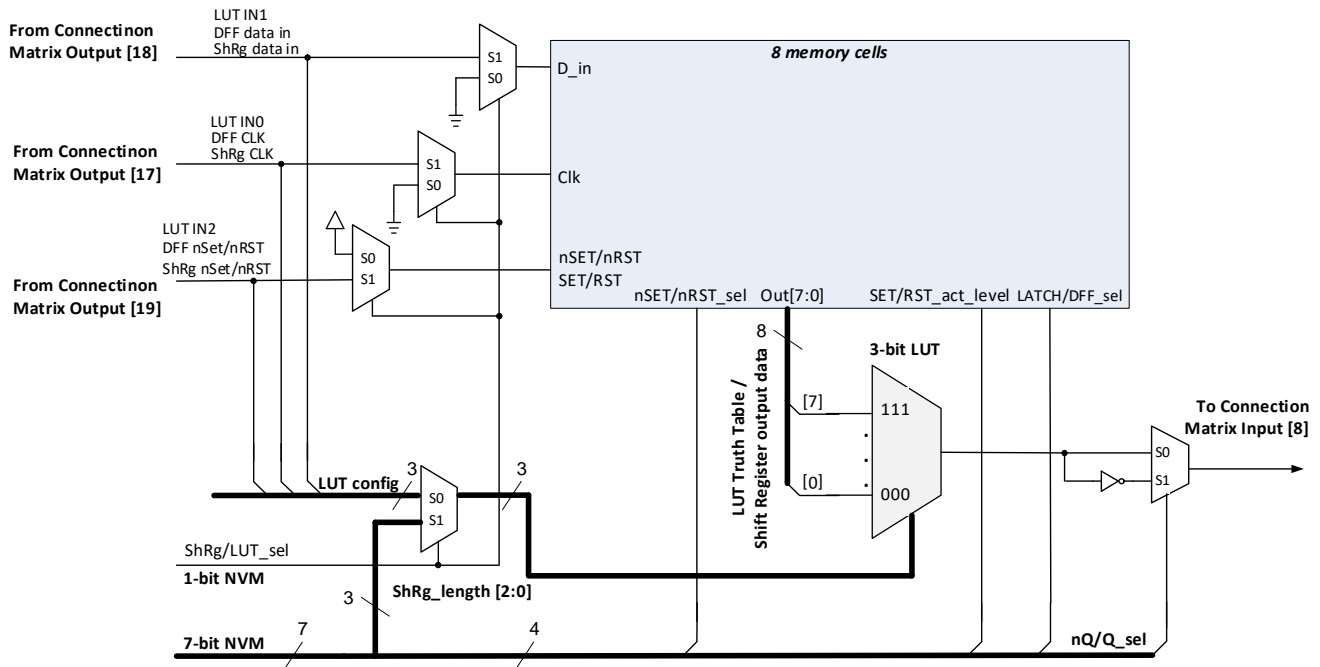 From Connectinon
Matrix Output [18]
LUT IN1
DFF data in
ShRg data in
S1
S0
8 memory cells
D_in
From Connectinon
Matrix Output [17]
LUT IN0
DFF CLK
ShRg CLK
S1
S0
Clk
From Connectinon
Matrix Output [19]
LUT IN2
DFF nSet/nRST
ShRg nSet/nRST
S0
S1
nSET/nRST
SET/RST
nSET/nRST_sel
Out[7:0]
SET/RST_act_level
LATCH/DFF_sel
8
LUT Truth Table /
Shift Register output data
3-bit LUT
[7]
111
[0]
000
To Connection
Matrix Input [8]
S0
S1
LUT config
3
S0
S1
3
ShRg/LUT_sel
1-bit NVM
ShRg_length [2:0]
3
7-bit NVM
7
4
nQ/Q_sel